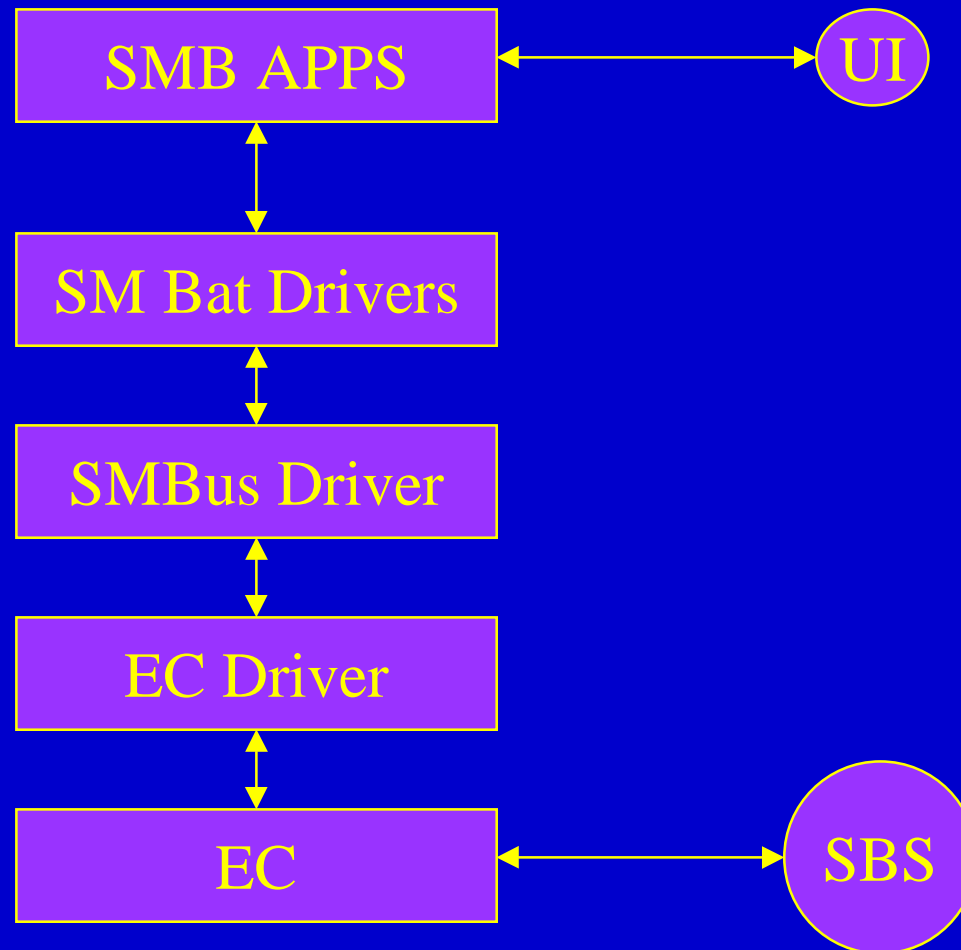 SMB APPS
UI
SM Bat Drivers
SMBus Driver
EC Driver
EC
SBS